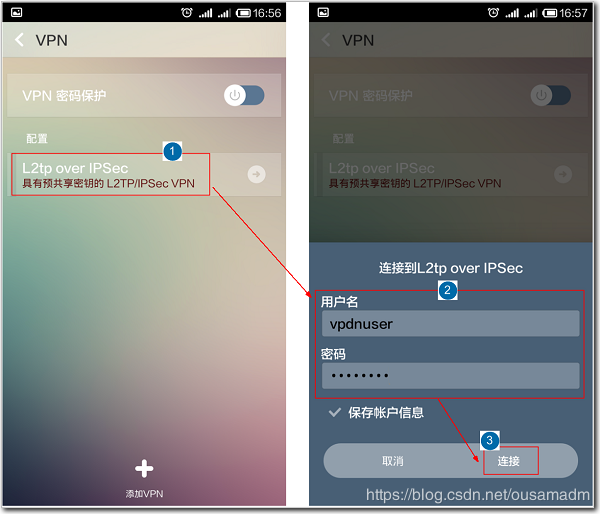 16:56
VPN
VPN 密码保护
配置
1
L2tp over IPSec
具有预共享密钥的 L2TP/IPSec VPN
添加VPN
16:57
VPN
VPN 密码保护
配置
L2tp over IPSec
具有预共享密钥的 L2TP/IPSec VPN
连接到L2tp over IPSec
2
用户名
vpdnuser
密码
••••••••
保存帐户信息
3
取消 连接
https://blog.csdn.net/ousamadm